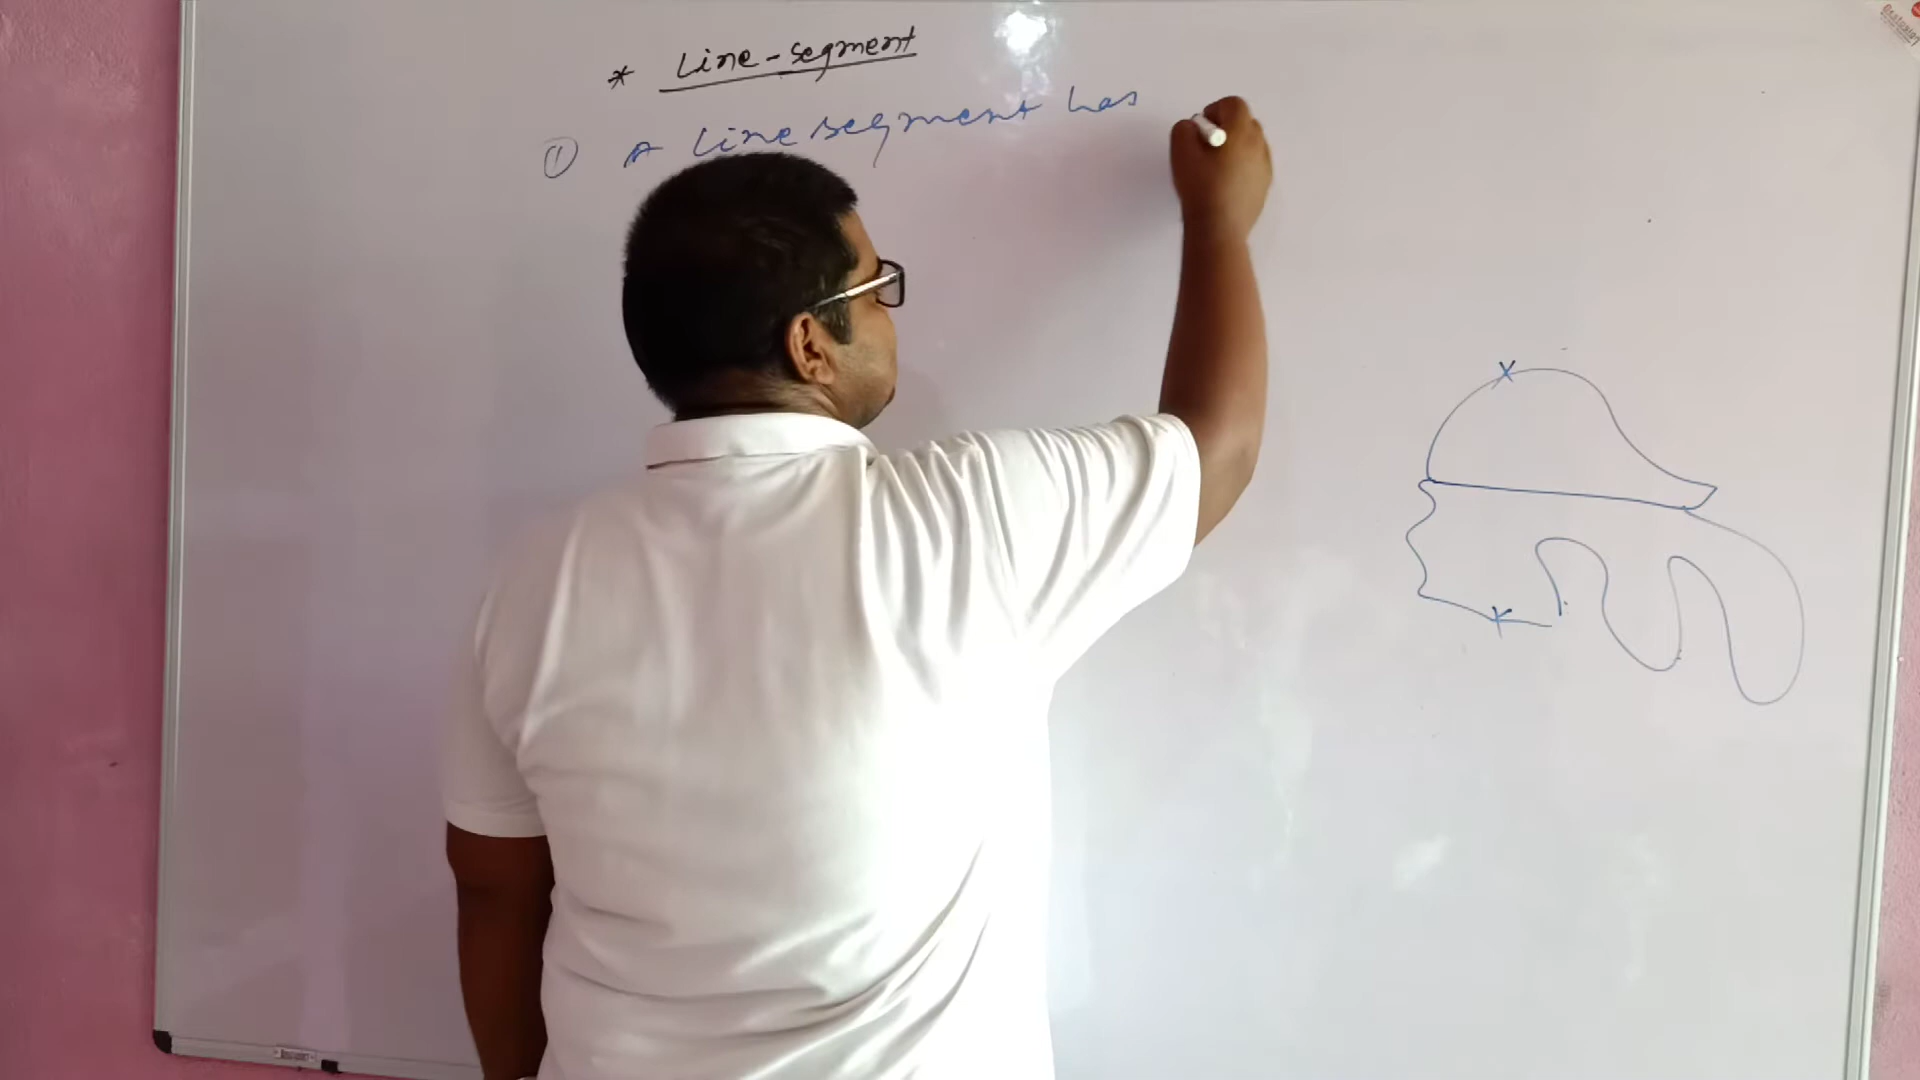 * Line-segment
① A line segment has
x
x